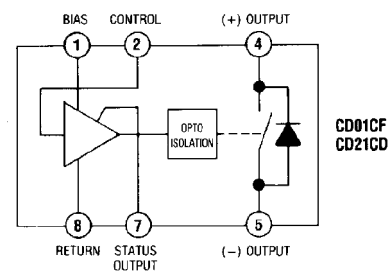 BIAS CONTROL (+) OUTPUT
1 2 4
OPTO
ISOLATION
CD01CF
CD21CD
8 7 5
RETURN STATUS
OUTPUT
(−) OUTPUT